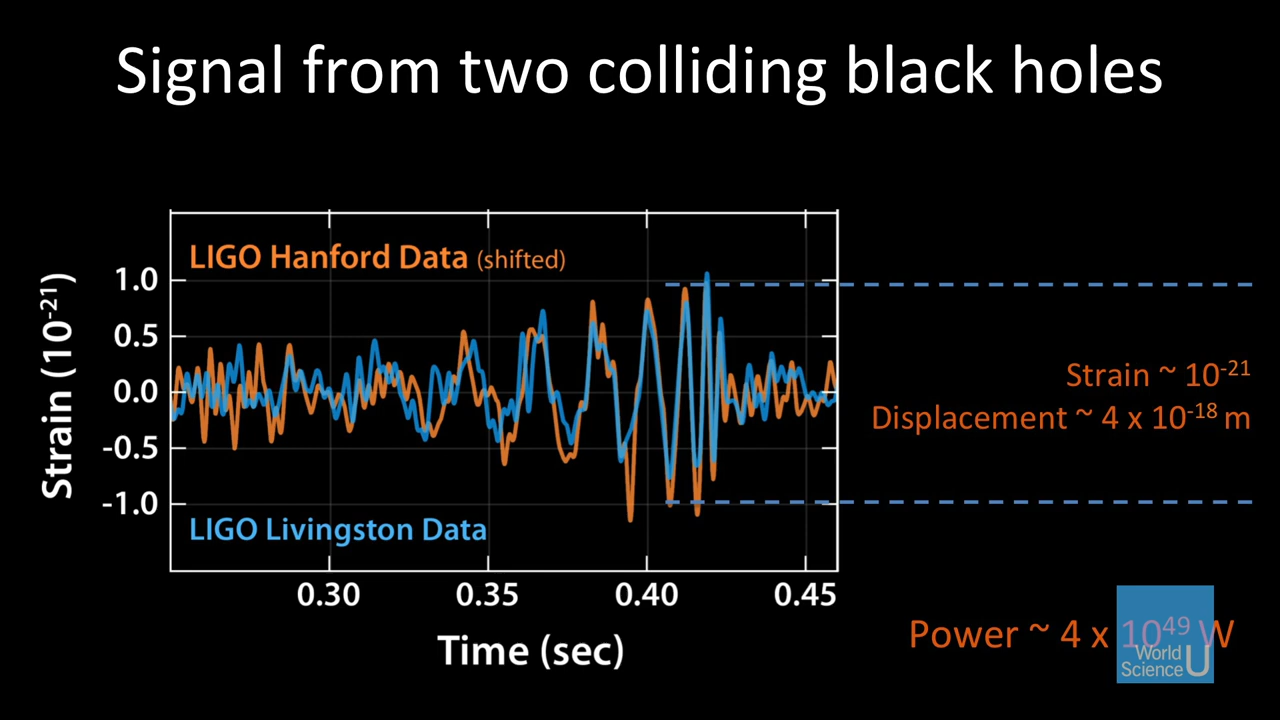 Signal from two colliding black holes
LIGO Hanford Data (shifted)
1.0
0.5
0.0
-0.5
-1.0
Strain (10⁻²¹)
LIGO Livingston Data
0.30 0.35 0.40 0.45
Time (sec)
Strain ~ 10⁻²¹
Displacement ~ 4 x 10⁻¹⁸ m
Power ~ 4 x 10⁴⁹ W
World
Science U